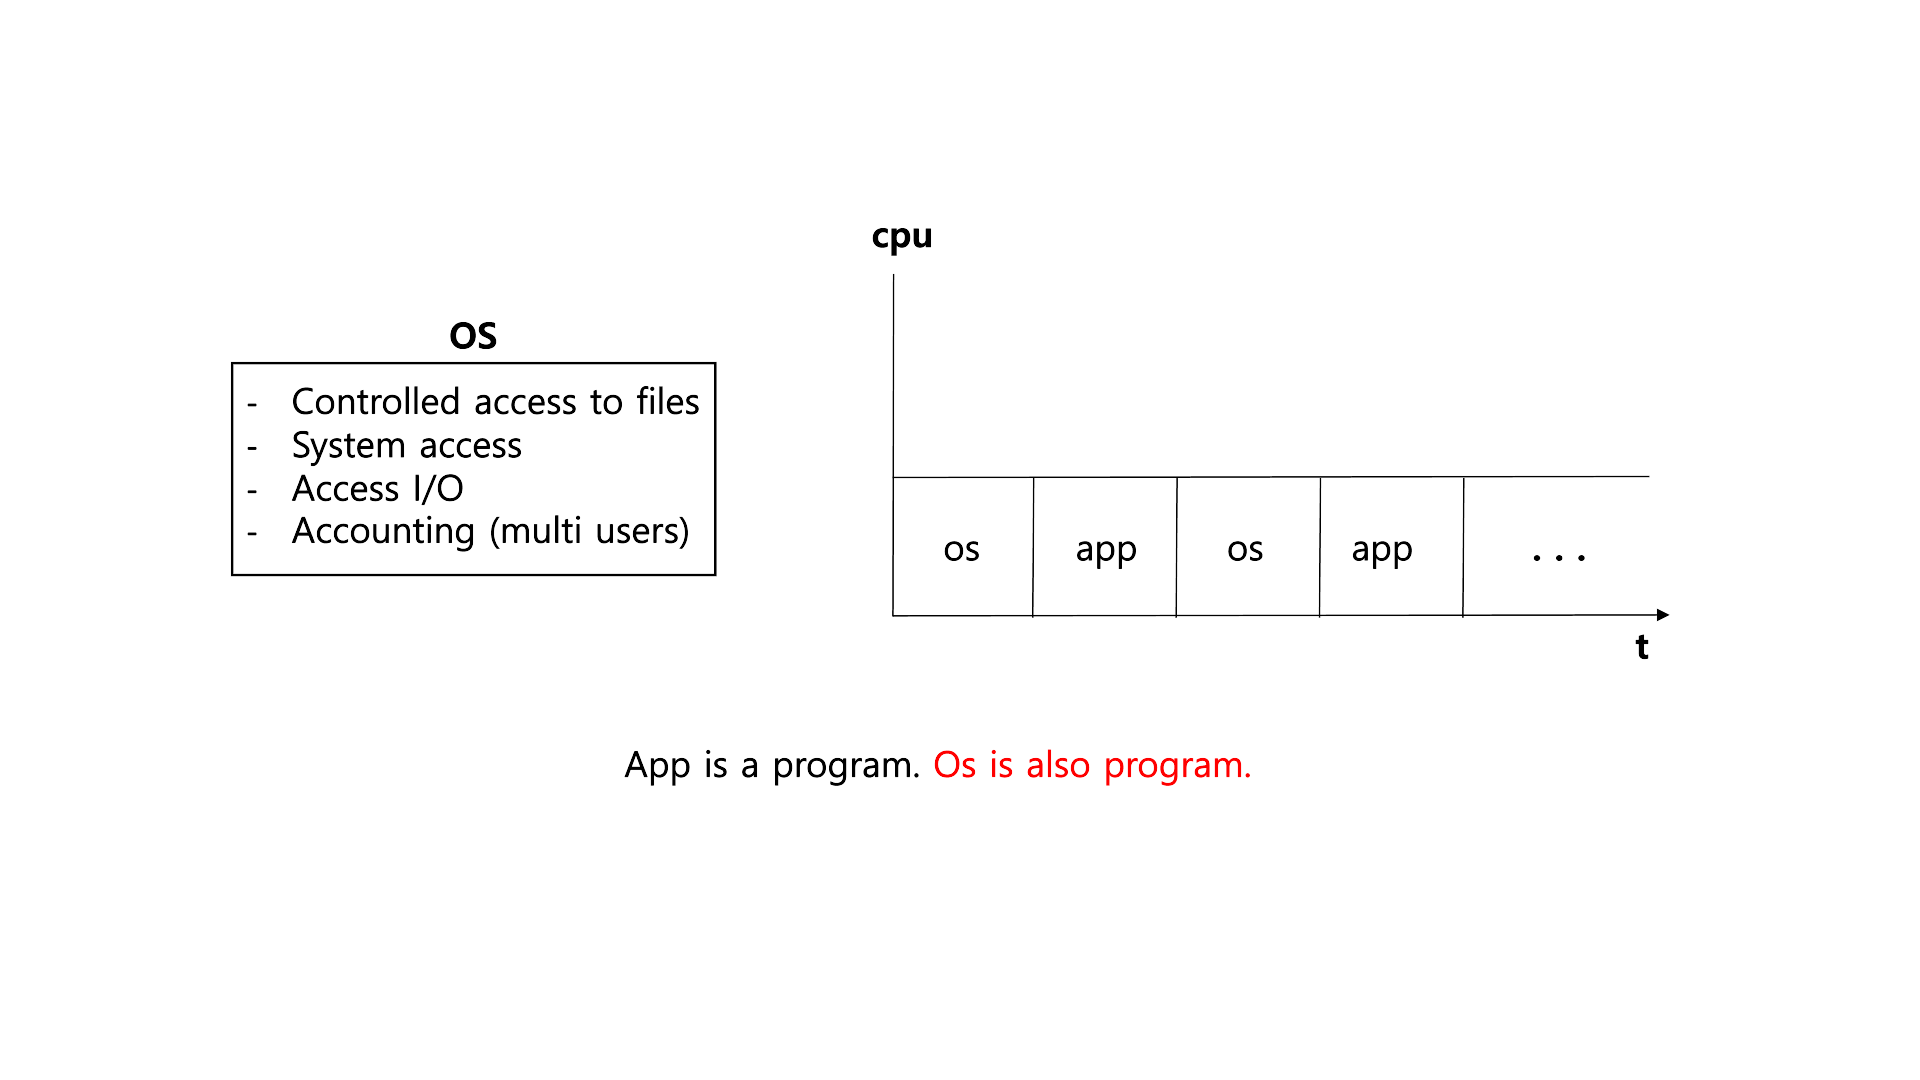 OS
- Controlled access to files
- System access
- Access I/O
- Accounting (multi users)
cpu
os app os app ...
t
App is a program. Os is also program.